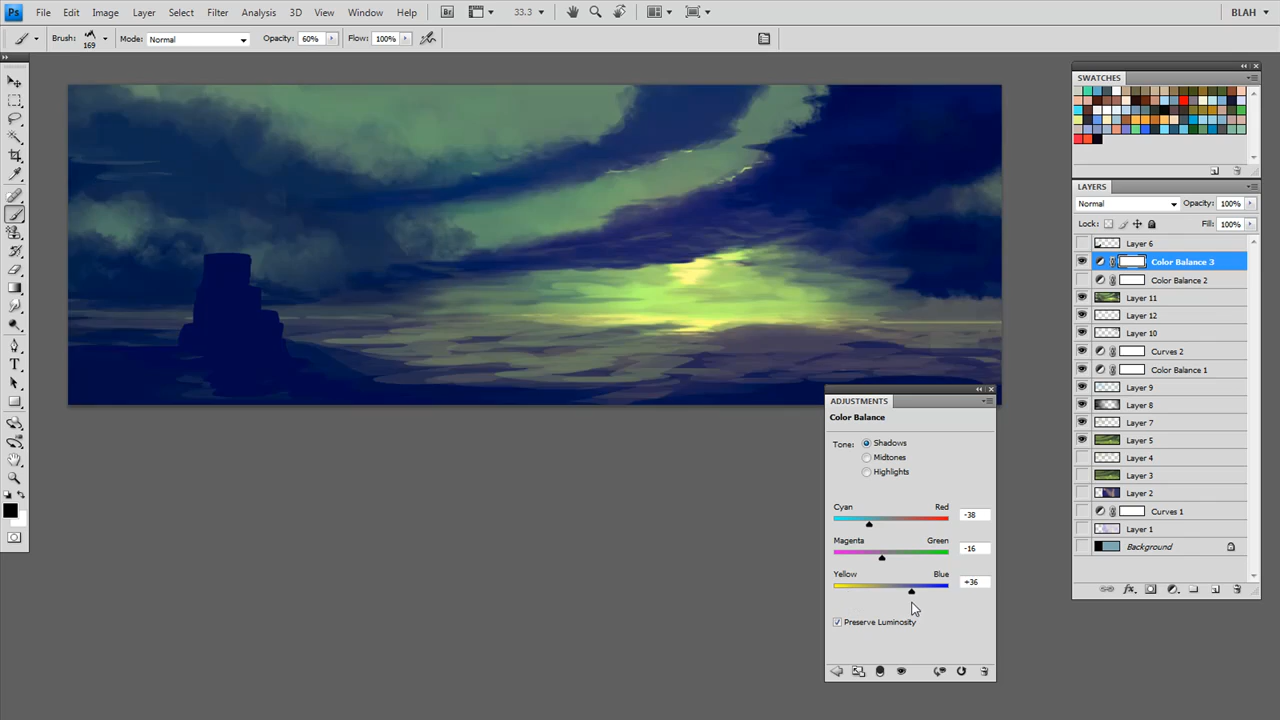 Ps File Edit Image Layer Select Filter Analysis 3D View Window Help Br 33.3 BLAH
Brush: 169 Mode: Normal Opacity: 60% Flow: 100%
SWATCHES
LAYERS
Normal Opacity: 100%
Lock: Fill: 100%
Layer 6
Color Balance 3
Color Balance 2
Layer 11
Layer 12
Layer 10
Curves 2
Color Balance 1
Layer 9
Layer 8
Layer 7
Layer 5
Layer 4
Layer 3
Layer 2
Curves 1
Layer 1
Background
ADJUSTMENTS
Color Balance
Tone: Shadows
Midtones
Highlights
Cyan Red -38
Magenta Green -16
Yellow Blue +36
Preserve Luminosity